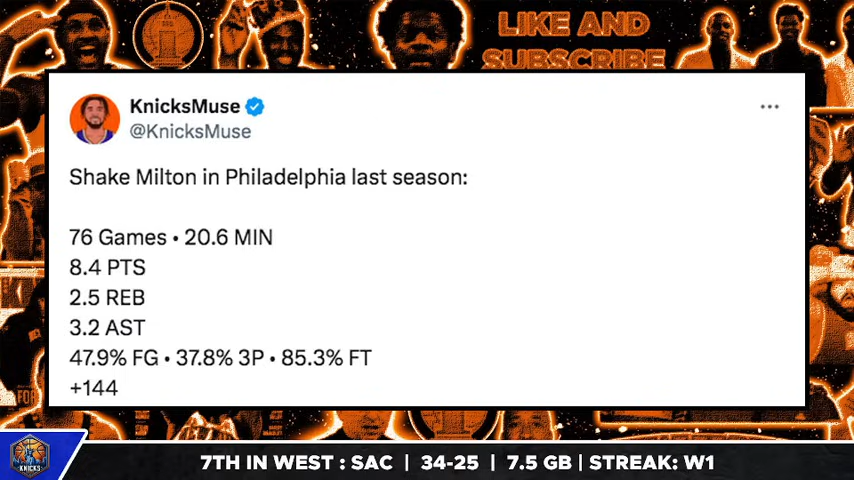 LIKE AND
SUBSCRIBE
KnicksMuse
@KnicksMuse
Shake Milton in Philadelphia last season:
76 Games • 20.6 MIN
8.4 PTS
2.5 REB
3.2 AST
47.9% FG • 37.8% 3P • 85.3% FT
+144
KNICKS
7TH IN WEST : SAC | 34-25 | 7.5 GB | STREAK: W1